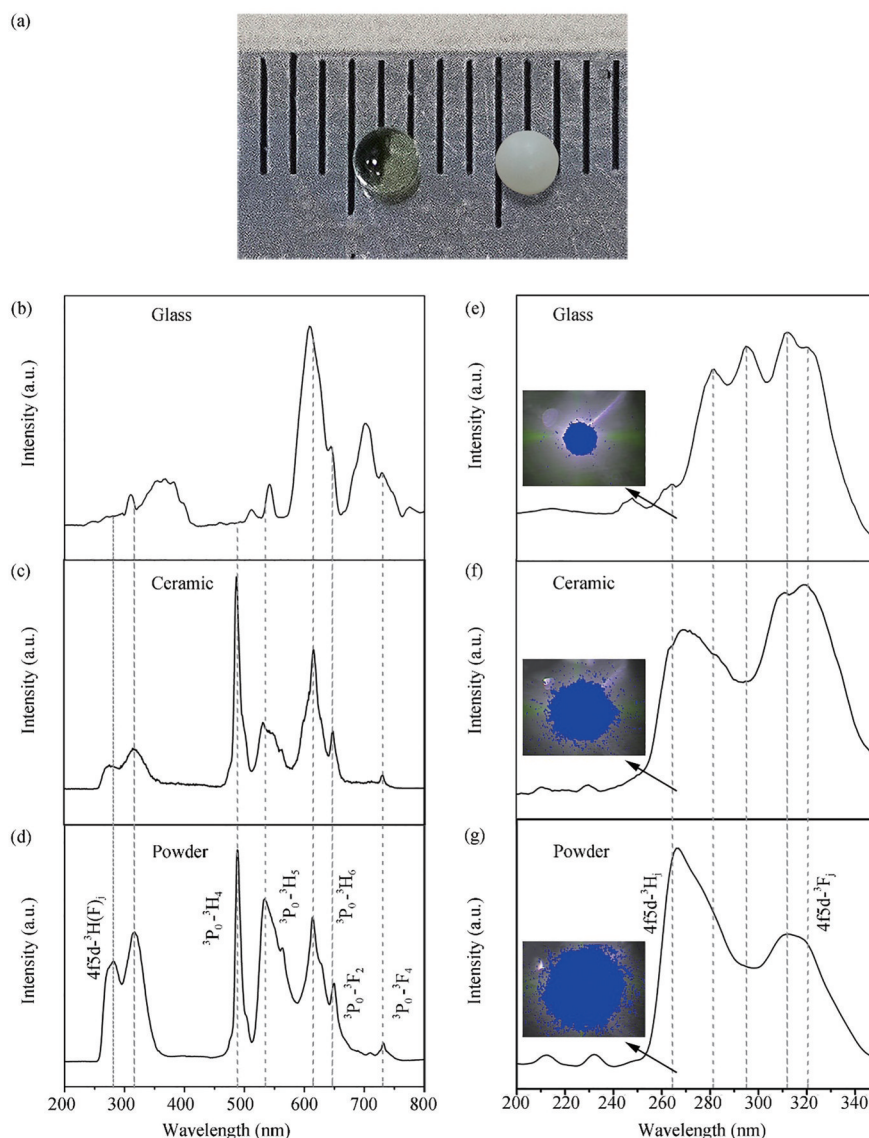 (a)
(b)
Glass
Intensity (a.u.)
(c)
Ceramic
Intensity (a.u.)
(d)
Powder
Intensity (a.u.)
4f5d-³H(F)ⱼ
³P₀-³H₄
³P₀-³H₅
³P₀-³H₆
³P₀-³F₂
³P₀-³F₄
200 300 400 500 600 700 800
Wavelength (nm)
(e)
Glass
Intensity (a.u.)
(f)
Ceramic
Intensity (a.u.)
(g)
Powder
Intensity (a.u.)
4f5d-³Hⱼ
4f5d-³Fⱼ
200 220 240 260 280 300 320 340
Wavelength (nm)